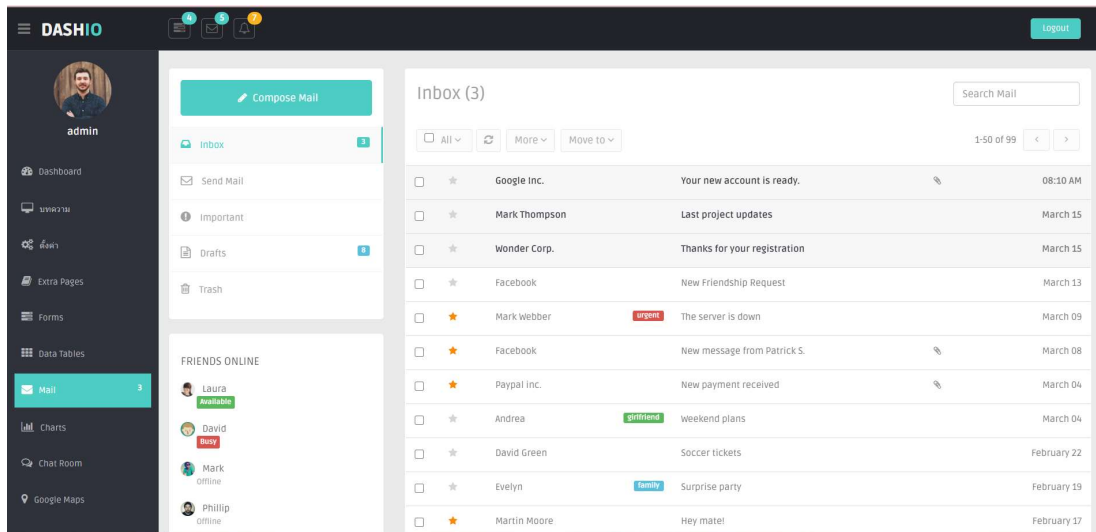 DASHIO
4
5
7
Logout
admin
Dashboard
บทความ
ตั้งค่า
Extra Pages
Forms
Data Tables
Mail 3
Charts
Chat Room
Google Maps
Compose Mail
Inbox 3
Send Mail
Important
Drafts 8
Trash
FRIENDS ONLINE
Laura
Available
David
Busy
Mark
Offline
Phillip
Offline
Inbox (3)
Search Mail
All More Move to 1-50 of 99
Google Inc. Your new account is ready. 08:10 AM
Mark Thompson Last project updates March 15
Wonder Corp. Thanks for your registration March 15
Facebook New Friendship Request March 13
Mark Webber urgent The server is down March 09
Facebook New message from Patrick S. March 08
Paypal inc. New payment received March 04
Andrea girlfriend Weekend plans March 04
David Green Soccer tickets February 22
Evelyn family Surprise party February 19
Martin Moore Hey mate! February 17